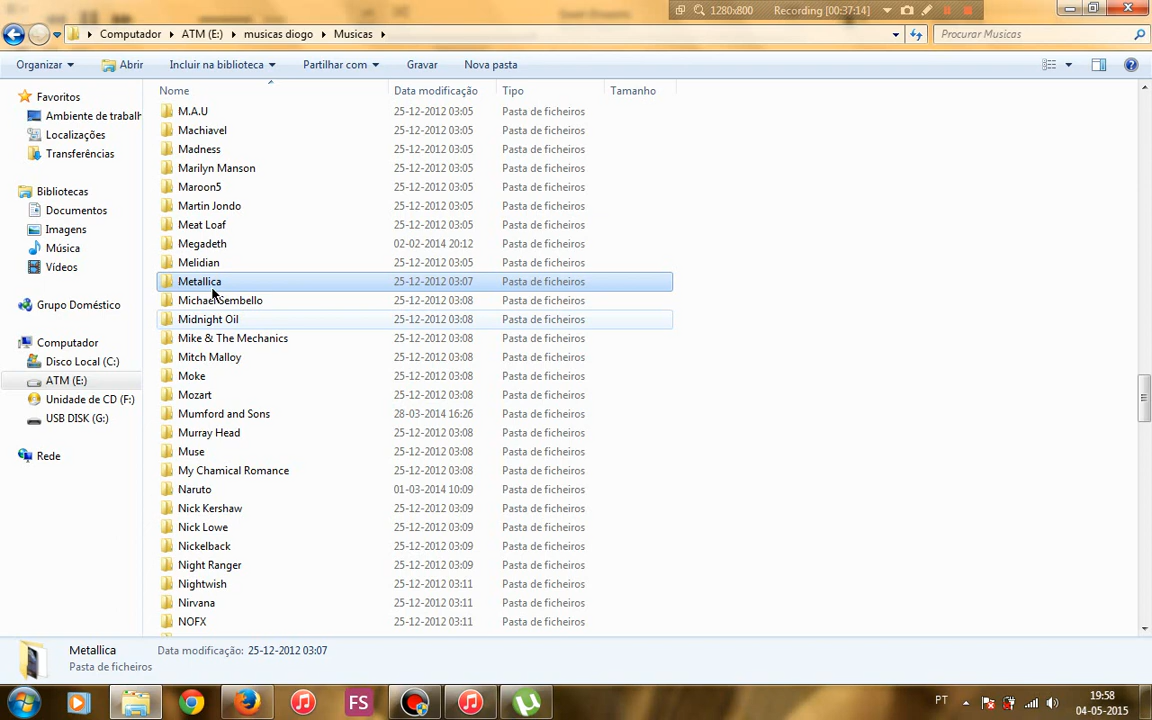 1280x800 Recording [00:37:14]
Computador ATM (E:) musicas diogo Musicas Procurar Musicas
Organizar Abrir Incluir na biblioteca Partilhar com Gravar Nova pasta
Favoritos
Ambiente de trabalh
Localizações
Transferências
Bibliotecas
Documentos
Imagens
Música
Vídeos
Grupo Doméstico
Computador
Disco Local (C:)
ATM (E:)
Unidade de CD (F:)
USB DISK (G:)
Rede
Nome Data modificação Tipo Tamanho
M.A.U 25-12-2012 03:05 Pasta de ficheiros
Machiavel 25-12-2012 03:05 Pasta de ficheiros
Madness 25-12-2012 03:05 Pasta de ficheiros
Marilyn Manson 25-12-2012 03:05 Pasta de ficheiros
Maroon5 25-12-2012 03:05 Pasta de ficheiros
Martin Jondo 25-12-2012 03:05 Pasta de ficheiros
Meat Loaf 25-12-2012 03:05 Pasta de ficheiros
Megadeth 02-02-2014 20:12 Pasta de ficheiros
Melidian 25-12-2012 03:05 Pasta de ficheiros
Metallica 25-12-2012 03:07 Pasta de ficheiros
Michael Sembello 25-12-2012 03:08 Pasta de ficheiros
Midnight Oil 25-12-2012 03:08 Pasta de ficheiros
Mike & The Mechanics 25-12-2012 03:08 Pasta de ficheiros
Mitch Malloy 25-12-2012 03:08 Pasta de ficheiros
Moke 25-12-2012 03:08 Pasta de ficheiros
Mozart 25-12-2012 03:08 Pasta de ficheiros
Mumford and Sons 28-03-2014 16:26 Pasta de ficheiros
Murray Head 25-12-2012 03:08 Pasta de ficheiros
Muse 25-12-2012 03:08 Pasta de ficheiros
My Chamical Romance 25-12-2012 03:08 Pasta de ficheiros
Naruto 01-03-2014 10:09 Pasta de ficheiros
Nick Kershaw 25-12-2012 03:09 Pasta de ficheiros
Nick Lowe 25-12-2012 03:09 Pasta de ficheiros
Nickelback 25-12-2012 03:09 Pasta de ficheiros
Night Ranger 25-12-2012 03:09 Pasta de ficheiros
Nightwish 25-12-2012 03:11 Pasta de ficheiros
Nirvana 25-12-2012 03:11 Pasta de ficheiros
NOFX 25-12-2012 03:11 Pasta de ficheiros
Metallica Data modificação: 25-12-2012 03:07
Pasta de ficheiros
FS PT 19:58
04-05-2015